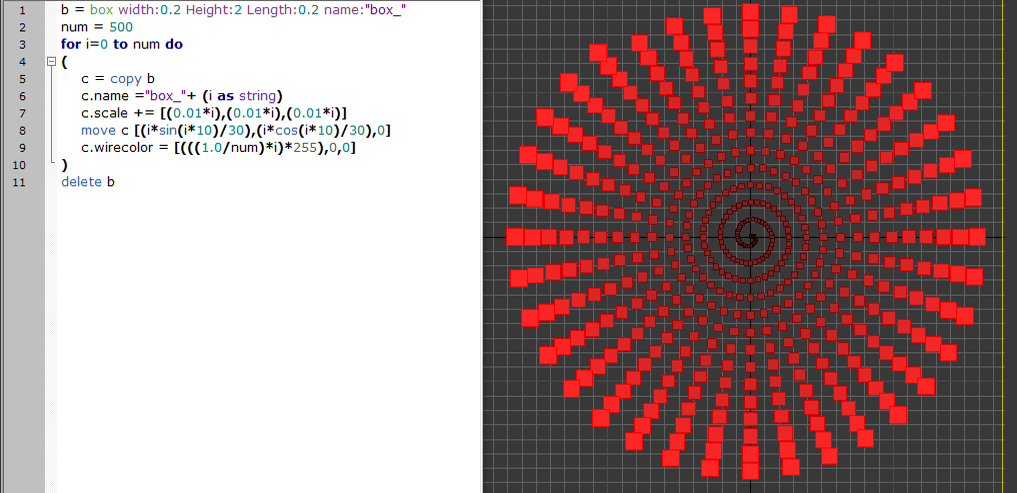 1 b = box width:0.2 Height:2 Length:0.2 name:"box_"
2 num = 500
3 for i=0 to num do
4 (
5 c = copy b
6 c.name ="box_"+ (i as string)
7 c.scale += [(0.01*i),(0.01*i),(0.01*i)]
8 move c [(i*sin(i*10)/30),(i*cos(i*10)/30),0]
9 c.wirecolor = [(((1.0/num)*i)*255),0,0]
10 )
11 delete b